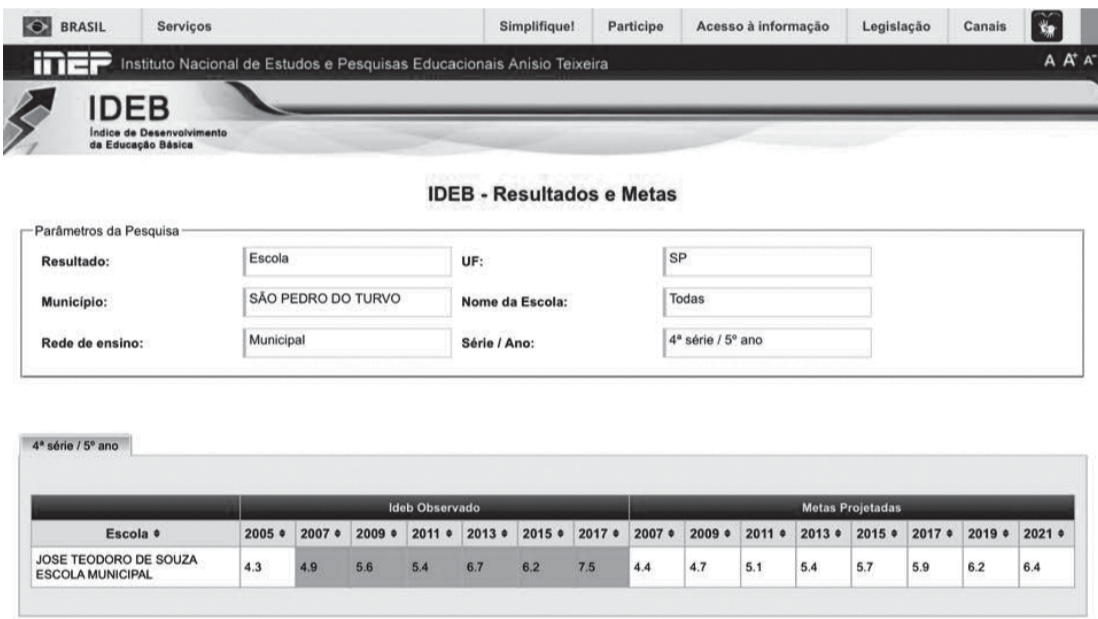 BRASIL Serviços Simplifique! Participe Acesso à informação Legislação Canais
INEP Instituto Nacional de Estudos e Pesquisas Educacionais Anísio Teixeira A A+ A-
IDEB
Índice de Desenvolvimento
da Educação Básica
IDEB - Resultados e Metas
Parâmetros da Pesquisa
Resultado: Escola UF: SP
Município: SÃO PEDRO DO TURVO Nome da Escola: Todas
Rede de ensino: Municipal Série / Ano: 4ª série / 5º ano
4ª série / 5º ano
Ideb Observado Metas Projetadas
Escola 2005 2007 2009 2011 2013 2015 2017 2007 2009 2011 2013 2015 2017 2019 2021
JOSE TEODORO DE SOUZA
ESCOLA MUNICIPAL 4.3 4.9 5.6 5.4 6.7 6.2 7.5 4.4 4.7 5.1 5.4 5.7 5.9 6.2 6.4